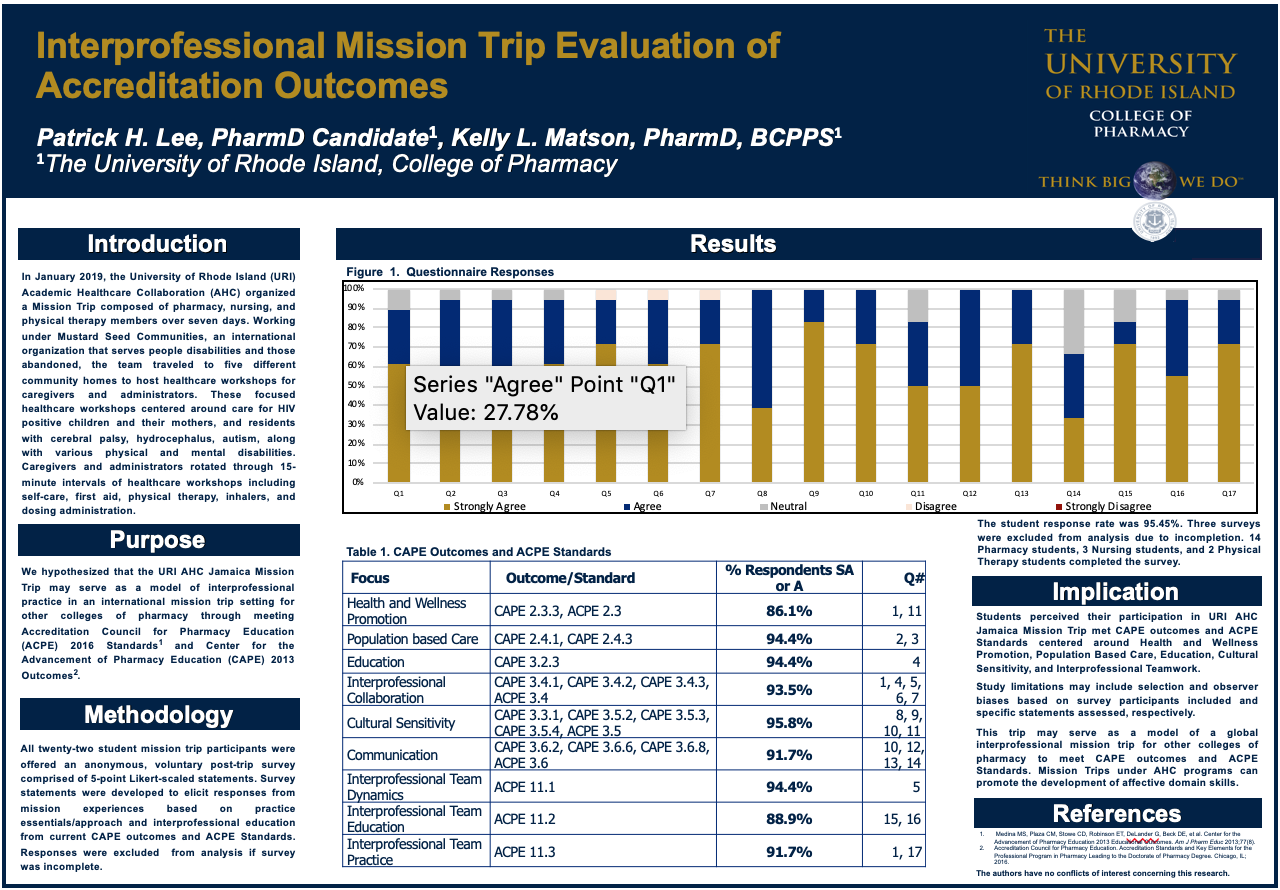 Interprofessional Mission Trip Evaluation of
Accreditation Outcomes
Patrick H. Lee, PharmD Candidate¹, Kelly L. Matson, PharmD, BCPPS¹
¹The University of Rhode Island, College of Pharmacy
THE
UNIVERSITY
OF RHODE ISLAND
COLLEGE OF
PHARMACY
THINK BIG WE DO™
Introduction
In January 2019, the University of Rhode Island (URI)
Academic Healthcare Collaboration (AHC) organized
a Mission Trip composed of pharmacy, nursing, and
physical therapy members over seven days. Working
under Mustard Seed Communities, an international
organization that serves people disabilities and those
abandoned, the team traveled to five different
community homes to host healthcare workshops for
caregivers and administrators. These focused
healthcare workshops centered around care for HIV
positive children and their mothers, and residents
with cerebral palsy, hydrocephalus, autism, along
with various physical and mental disabilities.
Caregivers and administrators rotated through 15-
minute intervals of healthcare workshops including
self-care, first aid, physical therapy, inhalers, and
dosing administration.
Purpose
We hypothesized that the URI AHC Jamaica Mission
Trip may serve as a model of interprofessional
practice in an international mission trip setting for
other colleges of pharmacy through meeting
Accreditation Council for Pharmacy Education
(ACPE) 2016 Standards¹ and Center for the
Advancement of Pharmacy Education (CAPE) 2013
Outcomes².
Methodology
All twenty-two student mission trip participants were
offered an anonymous, voluntary post-trip survey
comprised of 5-point Likert-scaled statements. Survey
statements were developed to elicit responses from
mission experiences based on practice
essentials/approach and interprofessional education
from current CAPE outcomes and ACPE Standards.
Responses were excluded from analysis if survey
was incomplete.
Results
Figure 1. Questionnaire Responses
100%
90%
80%
70%
60%
50%
40%
30%
20%
10%
0%
Series "Agree" Point "Q1"
Value: 27.78%
Q1 Q2 Q3 Q4 Q5 Q6 Q7 Q8 Q9 Q10 Q11 Q12 Q13 Q14 Q15 Q16 Q17
Strongly Agree Agree Neutral Disagree Strongly Disagree
Table 1. CAPE Outcomes and ACPE Standards
Focus Outcome/Standard % Respondents SA or A Q#
Health and Wellness Promotion CAPE 2.3.3, ACPE 2.3 86.1% 1, 11
Population based Care CAPE 2.4.1, CAPE 2.4.3 94.4% 2, 3
Education CAPE 3.2.3 94.4% 4
Interprofessional Collaboration CAPE 3.4.1, CAPE 3.4.2, CAPE 3.4.3, ACPE 3.4 93.5% 1, 4, 5, 6, 7
Cultural Sensitivity CAPE 3.3.1, CAPE 3.5.2, CAPE 3.5.3, CAPE 3.5.4, ACPE 3.5 95.8% 8, 9, 10, 11
Communication CAPE 3.6.2, CAPE 3.6.6, CAPE 3.6.8, ACPE 3.6 91.7% 10, 12, 13, 14
Interprofessional Team Dynamics ACPE 11.1 94.4% 5
Interprofessional Team Education ACPE 11.2 88.9% 15, 16
Interprofessional Team Practice ACPE 11.3 91.7% 1, 17
The student response rate was 95.45%. Three surveys
were excluded from analysis due to incompletion. 14
Pharmacy students, 3 Nursing students, and 2 Physical
Therapy students completed the survey.
Implication
Students perceived their participation in URI AHC
Jamaica Mission Trip met CAPE outcomes and ACPE
Standards centered around Health and Wellness
Promotion, Population Based Care, Education, Cultural
Sensitivity, and Interprofessional Teamwork.
Study limitations may include selection and observer
biases based on survey participants included and
specific statements assessed, respectively.
This trip may serve as a model of a global
interprofessional mission trip for other colleges of
pharmacy to meet CAPE outcomes and ACPE
Standards. Mission Trips under AHC programs can
promote the development of affective domain skills.
References
1. Medina MS, Plaza CM, Stowe CD, Robinson ET, DeLander G, Beck DE, et al. Center for the
Advancement of Pharmacy Education 2013 Educational Outcomes. Am J Pharm Educ 2013;77(8).
2. Accreditation Council for Pharmacy Education. Accreditation Standards and Key Elements for the
Professional Program in Pharmacy Leading to the Doctorate of Pharmacy Degree. Chicago, IL;
2016.
The authors have no conflicts of interest concerning this research.